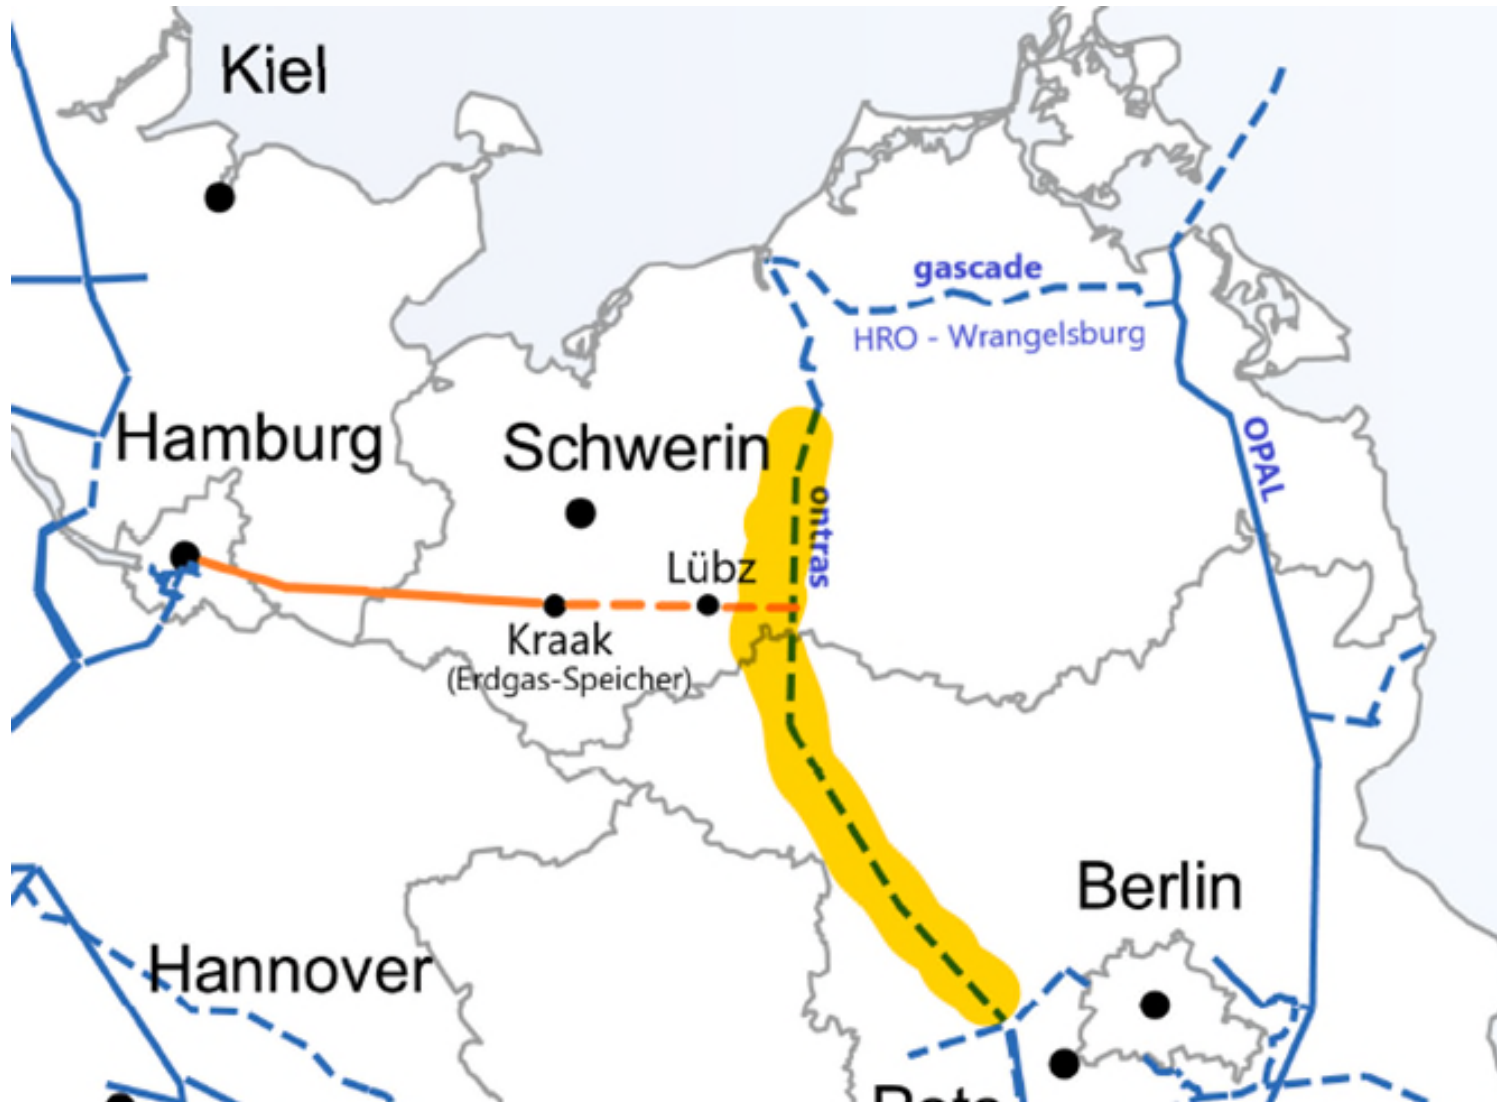 Kiel
gascade
HRO - Wrangelsburg
Hamburg
Schwerin
OPAL
ontras
Lübz
Kraak
(Erdgas-Speicher)
Berlin
Hannover